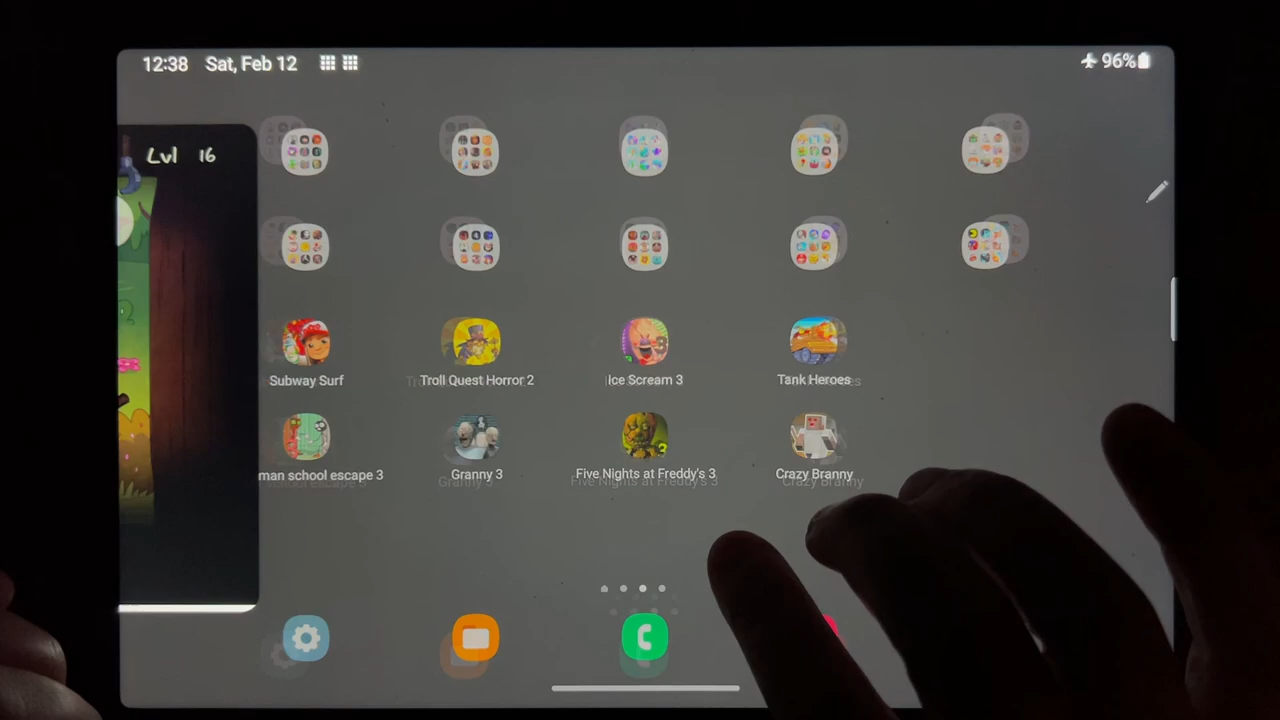 12:38 Sat, Feb 12 96%
Lvl 16
Subway Surf Troll Quest Horror 2 Ice Scream 3 Tank Heroes
man school escape 3 Granny 3 Five Nights at Freddy's 3 Crazy Branny